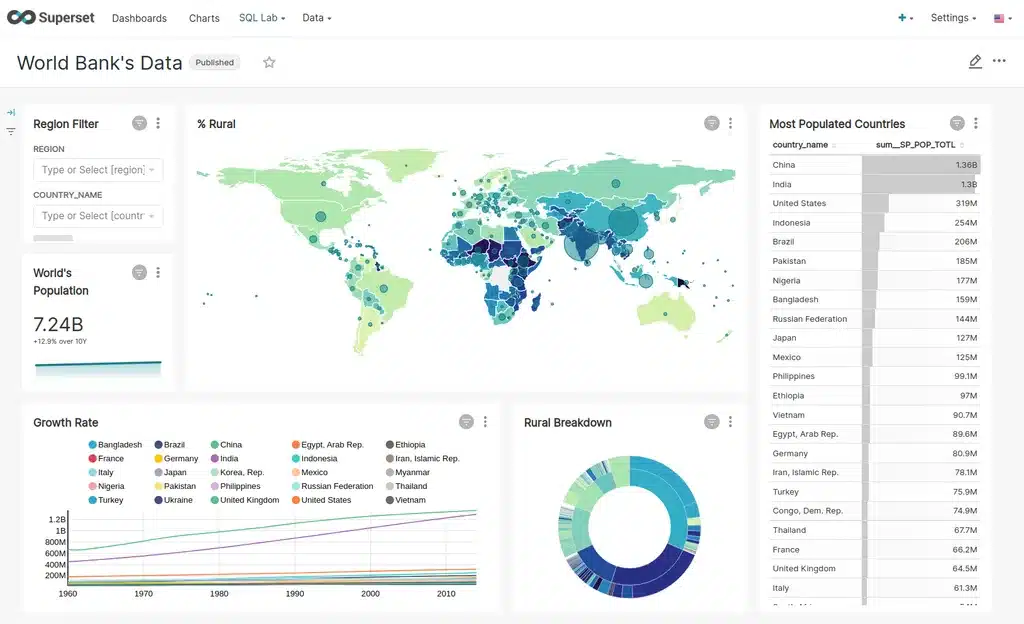 Superset Dashboards Charts SQL Lab Data Settings
World Bank's Data Published
Region Filter
REGION
Type or Select [region]
COUNTRY_NAME
Type or Select [countr
World's
Population
7.24B
+12.9% over 10Y
% Rural
Most Populated Countries
country_name sum__SP_POP_TOTL
China 1.36B
India 1.3B
United States 319M
Indonesia 254M
Brazil 206M
Pakistan 185M
Nigeria 177M
Bangladesh 159M
Russian Federation 144M
Japan 127M
Mexico 125M
Philippines 99.1M
Ethiopia 97M
Vietnam 90.7M
Egypt, Arab Rep. 89.6M
Germany 80.9M
Iran, Islamic Rep. 78.1M
Turkey 75.9M
Congo, Dem. Rep. 74.9M
Thailand 67.7M
France 66.2M
United Kingdom 64.5M
Italy 61.3M
Growth Rate
Bangladesh Brazil China Egypt, Arab Rep. Ethiopia
France Germany India Indonesia Iran, Islamic Rep.
Italy Japan Korea, Rep. Mexico Myanmar
Nigeria Pakistan Philippines Russian Federation Thailand
Turkey Ukraine United Kingdom United States Vietnam
1.2B
1B
800M
600M
400M
200M
1960 1970 1980 1990 2000 2010
Rural Breakdown